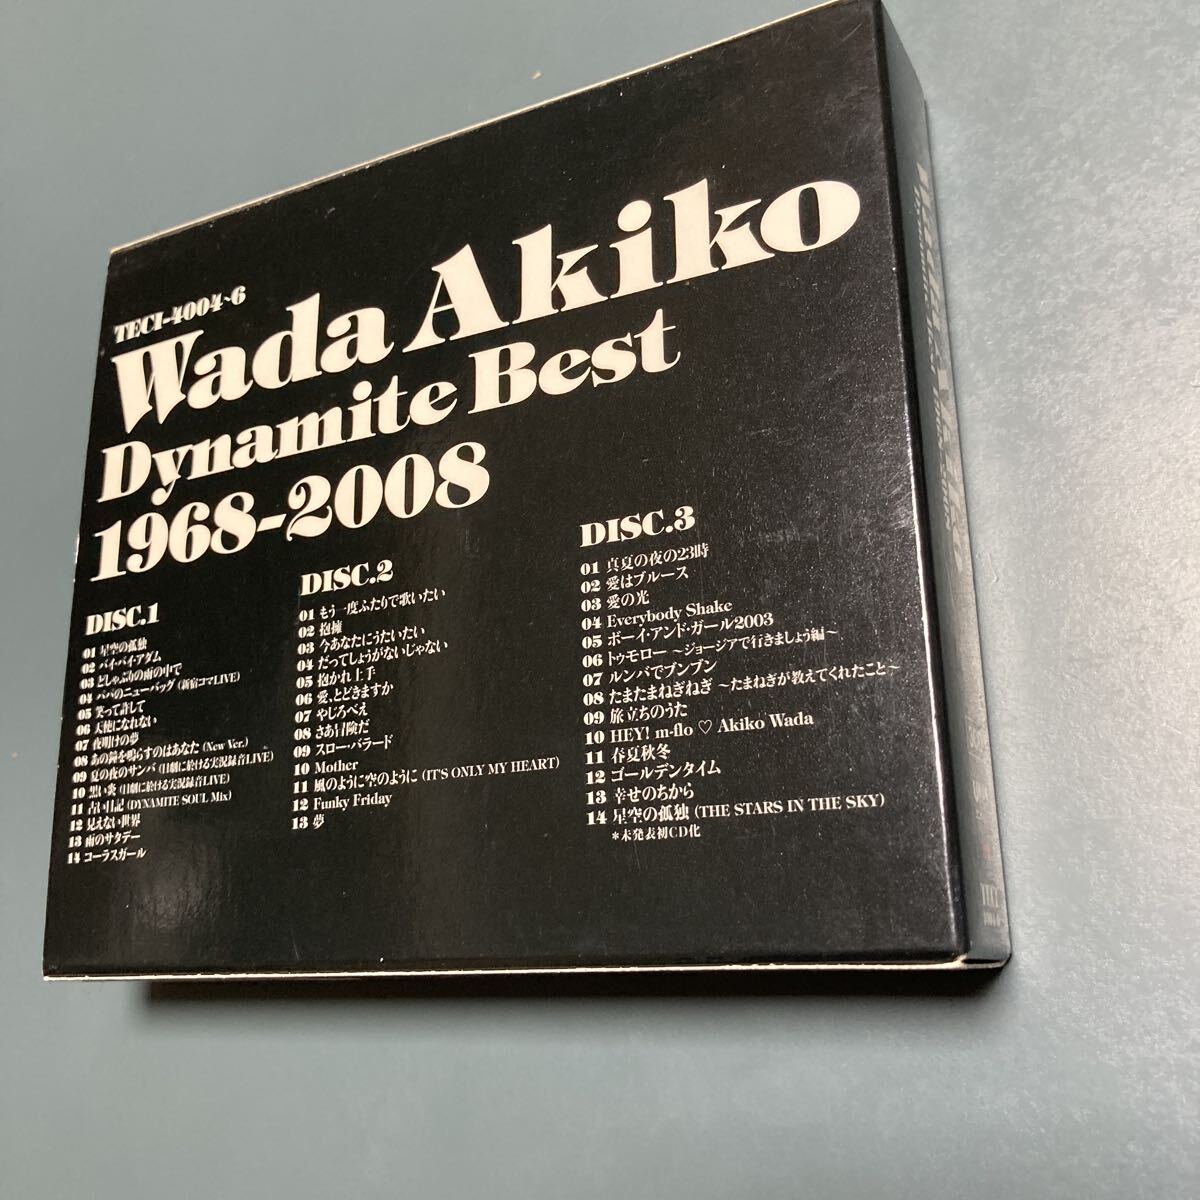 TECI-4004~6
Wada Akiko
Dynamite Best
1968-2008
DISC.1
01 星空の孤独
02 バイ・バイ・アダム
03 どしゃぶりの雨の中で
04 パパのニューバッグ (新宿コマLIVE)
05 笑って許して
06 天使になれない
07 夜明けの夢
08 あの鐘を鳴らすのはあなた (New Ver.)
09 夏の夜のサンバ (日劇に於ける実況録音LIVE)
10 黒い炎 (日劇に於ける実況録音LIVE)
11 古い日記 (DYNAMITE SOUL Mix)
12 見えない世界
13 雨のサタデー
14 コーラスガール
DISC.2
01 もう一度ふたりで歌いたい
02 抱擁
03 今あなたにうたいたい
04 だってしょうがないじゃない
05 抱かれ上手
06 愛、とどきますか
07 やじろべえ
08 さあ冒険だ
09 スロー・バラード
10 Mother
11 風のように空のように (IT'S ONLY MY HEART)
12 Funky Friday
13 夢
DISC.3
01 真夏の夜の23時
02 愛はブルース
03 愛の光
04 Everybody Shake
05 ボーイ・アンド・ガール2003
06 トゥモロー ～ジョージアで行きましょう編～
07 ルンバでブンブン
08 たまたまねぎねぎ ～たまねぎが教えてくれたこと～
09 旅立ちのうた
10 HEY! m-flo ♡ Akiko Wada
11 春夏秋冬
12 ゴールデンタイム
13 幸せのちから
14 星空の孤独 (THE STARS IN THE SKY)
*未発表初CD化